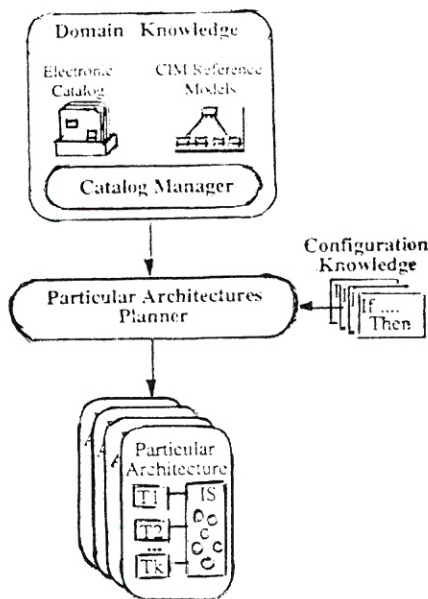 Domain Knowledge
Electronic
Catalog
CIM Reference
Models
Catalog Manager
Configuration
Knowledge
Particular Architectures
Planner
If ....
Then
Particular
Architecture
T1
IS
T2
...
Tk